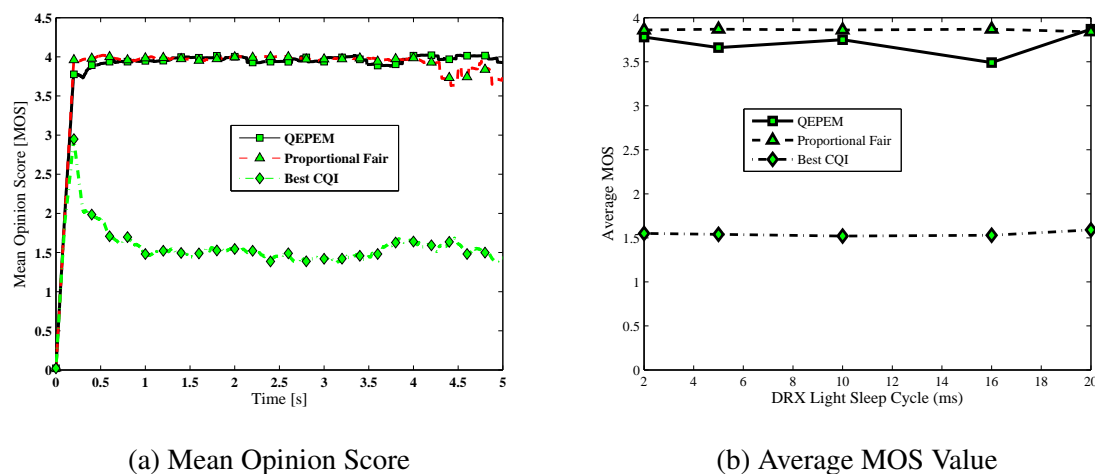 4.5
4
3.5
3
2.5
2
1.5
1
0.5
0
Mean Opinion Score [MOS]
QEPEM
Proportional Fair
Best CQI
0 0.5 1 1.5 2 2.5 3 3.5 4 4.5 5
Time [s]
(a) Mean Opinion Score
4
3.5
3
2.5
2
1.5
1
0.5
0
Average MOS
QEPEM
Proportional Fair
Best CQI
2 4 6 8 10 12 14 16 18 20
DRX Light Sleep Cycle (ms)
(b) Average MOS Value